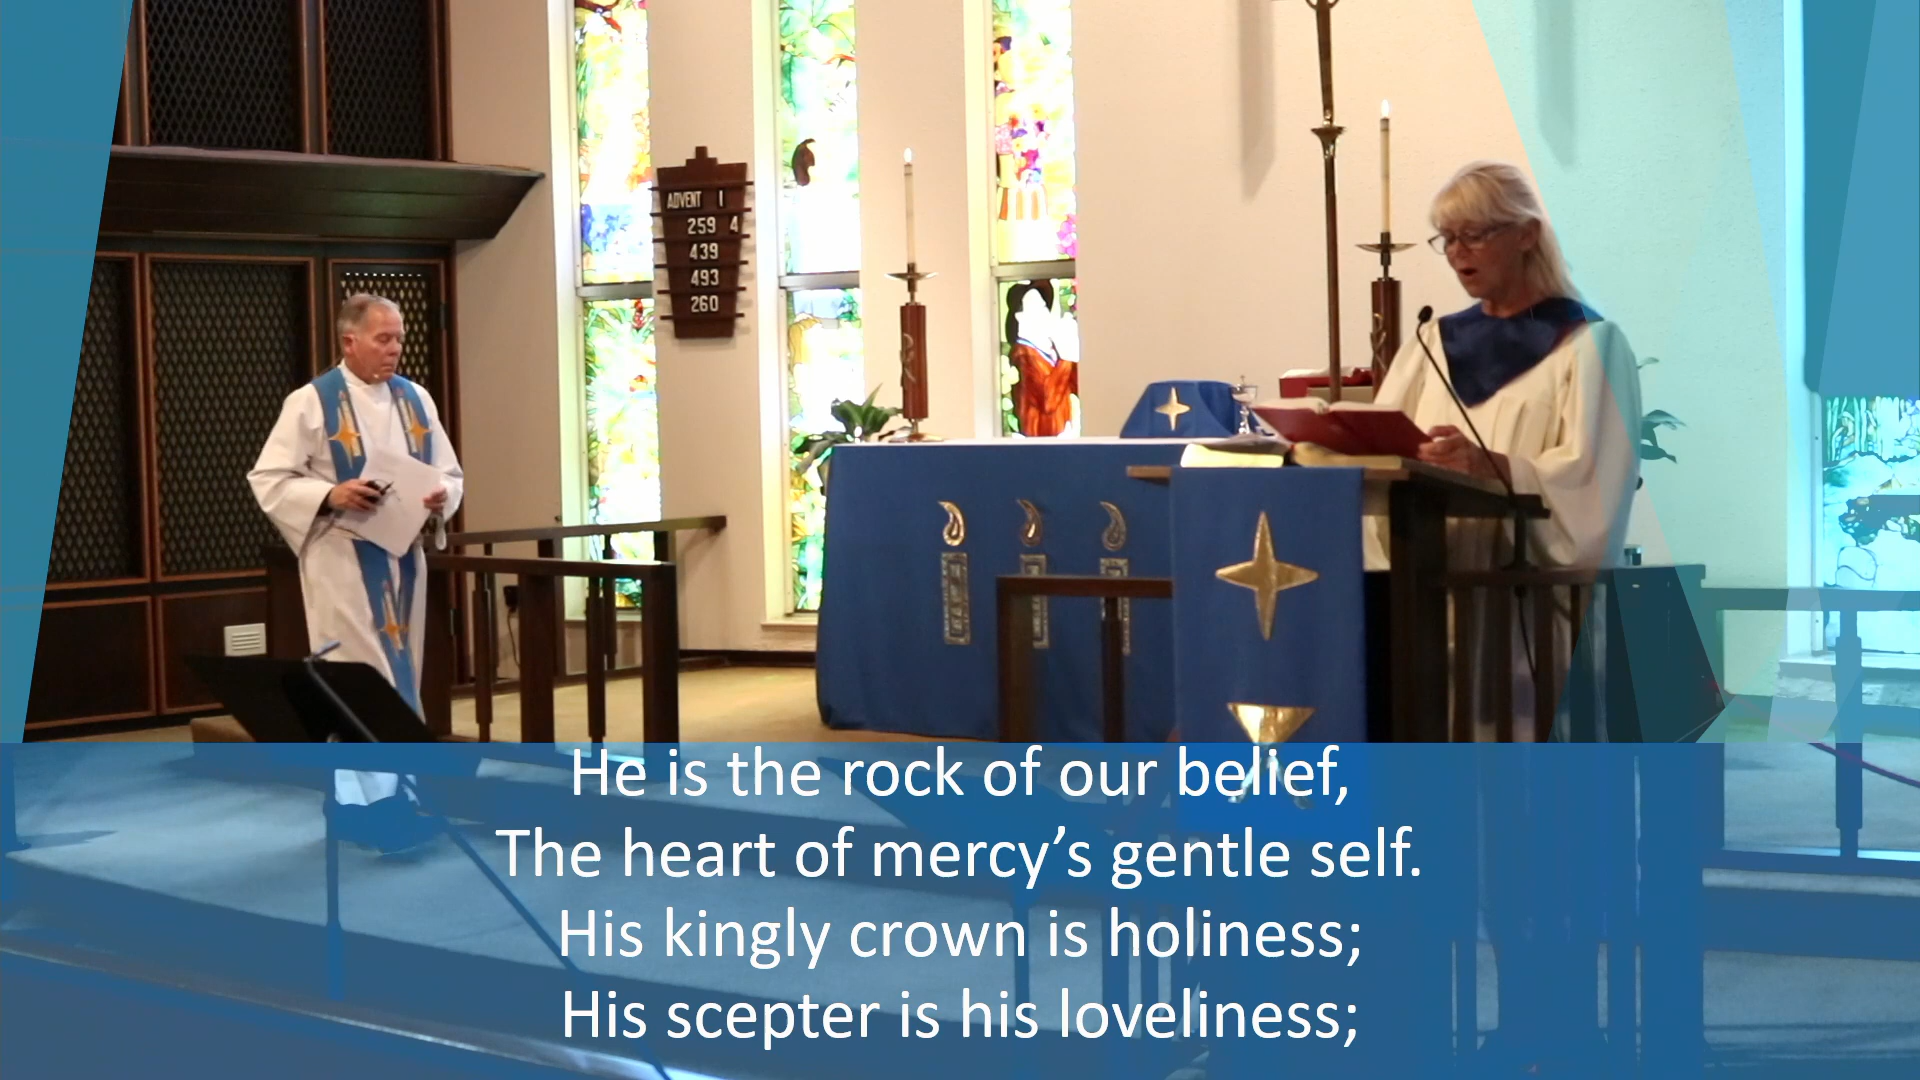 ADVENT 1
259 4
439
493
260
He is the rock of our belief,
The heart of mercy’s gentle self.
His kingly crown is holiness;
His scepter is his loveliness;